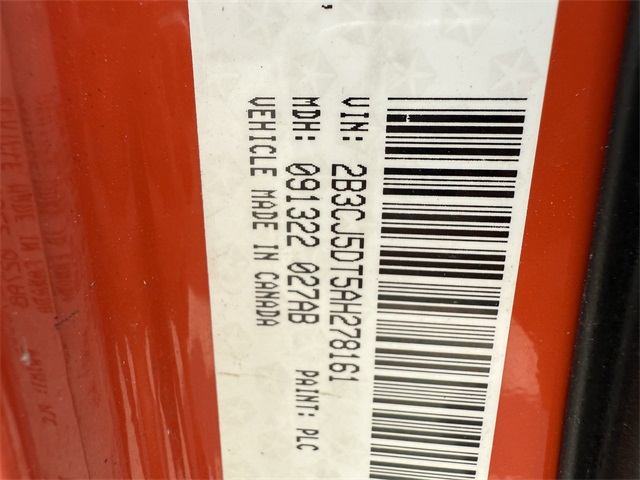 VIN: 2B3CJ5DT5AH278161
MDH: 091322 027AB PAINT: PLC
VEHICLE MADE IN CANADA